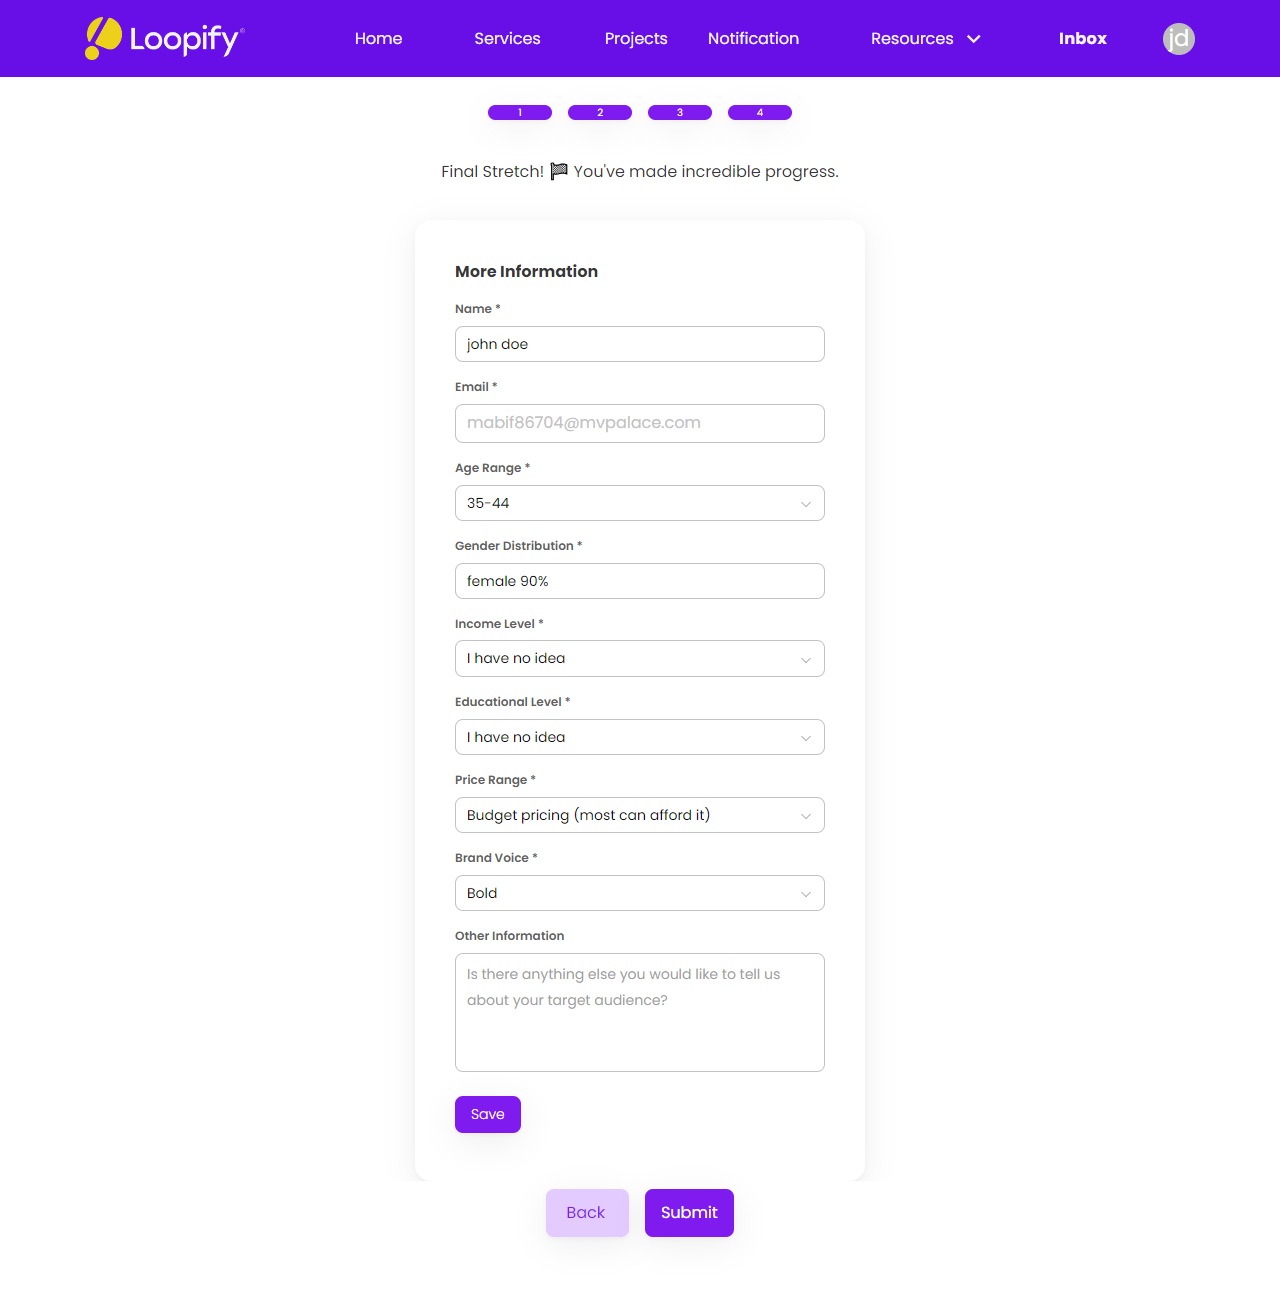 Loopify®
Home Services Projects Notification Resources Inbox jd
1 2 3 4
Final Stretch! 🏁 You've made incredible progress.
More Information
Name *
john doe
Email *
mabif86704@mvpalace.com
Age Range *
35-44
Gender Distribution *
female 90%
Income Level *
I have no idea
Educational Level *
I have no idea
Price Range *
Budget pricing (most can afford it)
Brand Voice *
Bold
Other Information
Is there anything else you would like to tell us
about your target audience?
Save
Back Submit